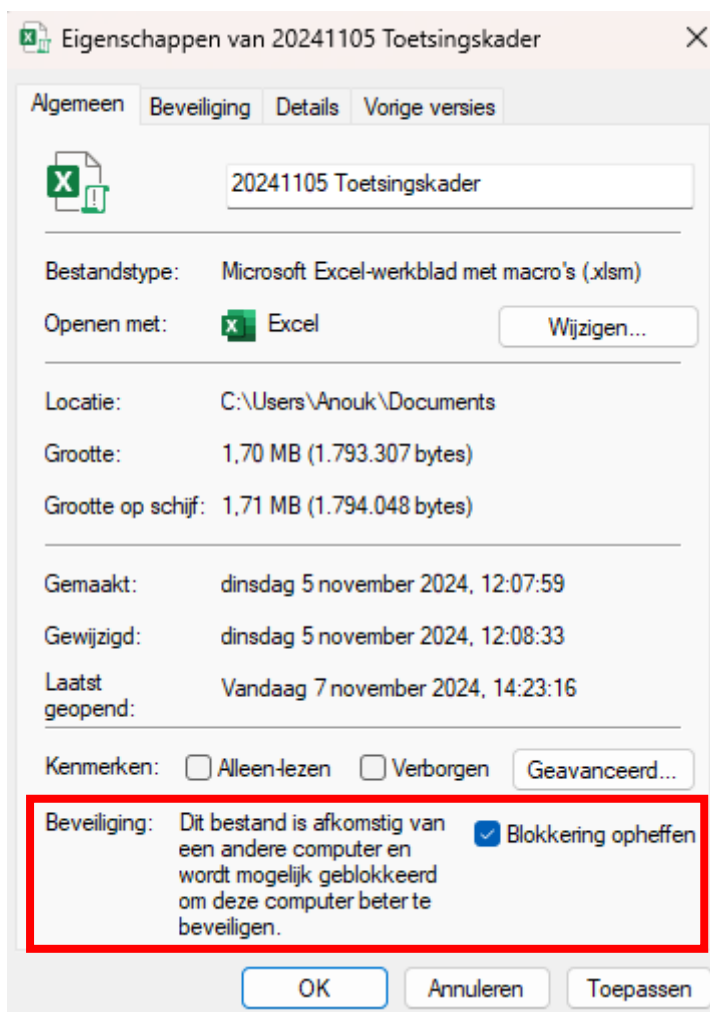 Eigenschappen van 20241105 Toetsingskader
Algemeen Beveiliging Details Vorige versies
20241105 Toetsingskader
Bestandstype: Microsoft Excel-werkblad met macro's (.xlsm)
Openen met: Excel Wijzigen...
Locatie: C:\Users\Anouk\Documents
Grootte: 1,70 MB (1.793.307 bytes)
Grootte op schijf: 1,71 MB (1.794.048 bytes)
Gemaakt: dinsdag 5 november 2024, 12:07:59
Gewijzigd: dinsdag 5 november 2024, 12:08:33
Laatst
geopend: Vandaag 7 november 2024, 14:23:16
Kenmerken: Alleen-lezen Verborgen Geavanceerd...
Beveiliging: Dit bestand is afkomstig van
een andere computer en
wordt mogelijk geblokkeerd
om deze computer beter te
beveiligen.
Blokkering opheffen
OK Annuleren Toepassen